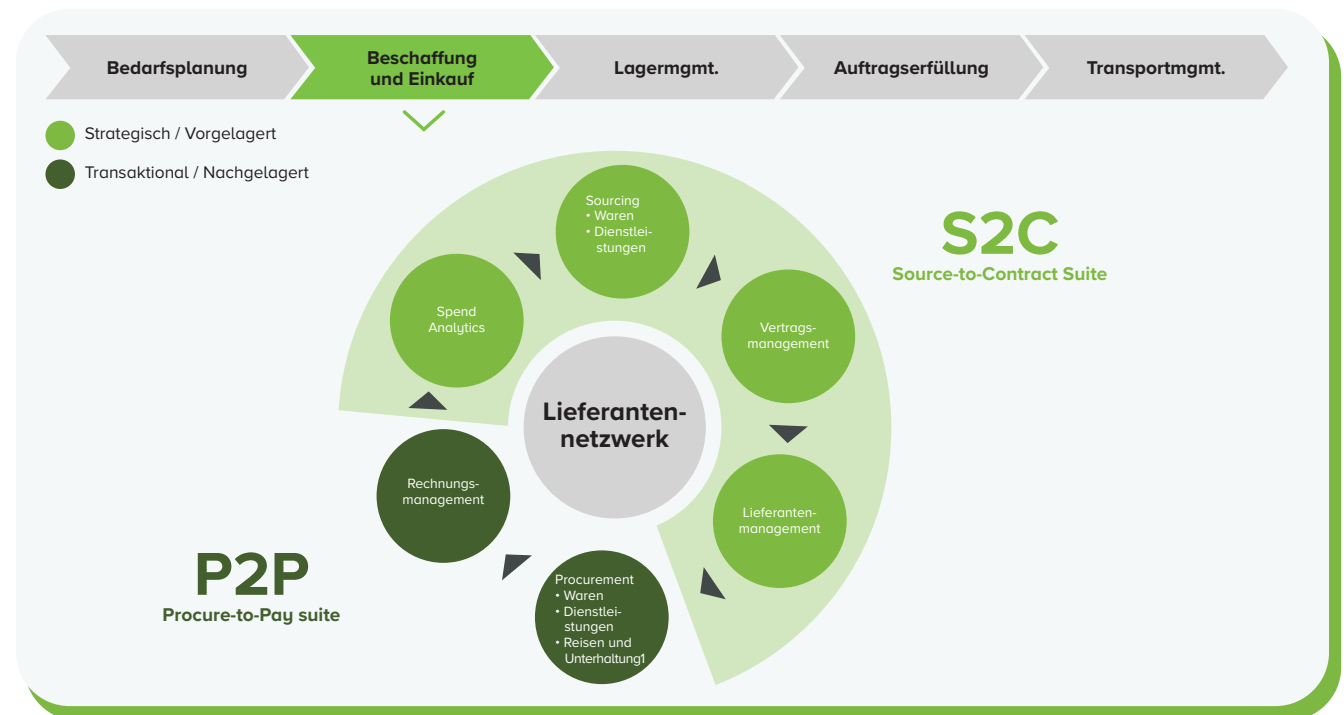 Bedarfsplanung
Beschaffung
und Einkauf
Lagermgmt.
Auftragserfüllung
Transportmgmt.
Strategisch / Vorgelagert
Transaktional / Nachgelagert
Sourcing
• Waren
• Dienstlei-
stungen
S2C
Source-to-Contract Suite
Spend
Analytics
Vertrags-
management
Lieferanten-
netzwerk
Rechnungs-
management
Lieferanten-
management
P2P
Procure-to-Pay suite
Procurement
• Waren
• Dienstlei-
stungen
• Reisen und
Unterhaltung1